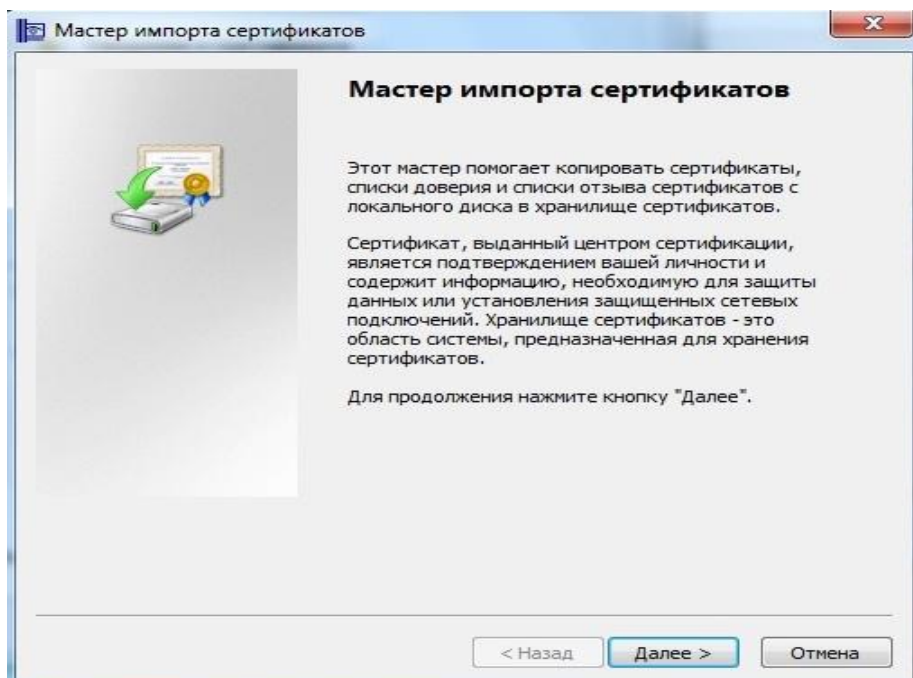 Мастер импорта сертификатов
Мастер импорта сертификатов
Этот мастер помогает копировать сертификаты,
списки доверия и списки отзыва сертификатов с
локального диска в хранилище сертификатов.
Сертификат, выданный центром сертификации,
является подтверждением вашей личности и
содержит информацию, необходимую для защиты
данных или установления защищенных сетевых
подключений. Хранилище сертификатов - это
область системы, предназначенная для хранения
сертификатов.
Для продолжения нажмите кнопку "Далее".
< Назад Далее > Отмена